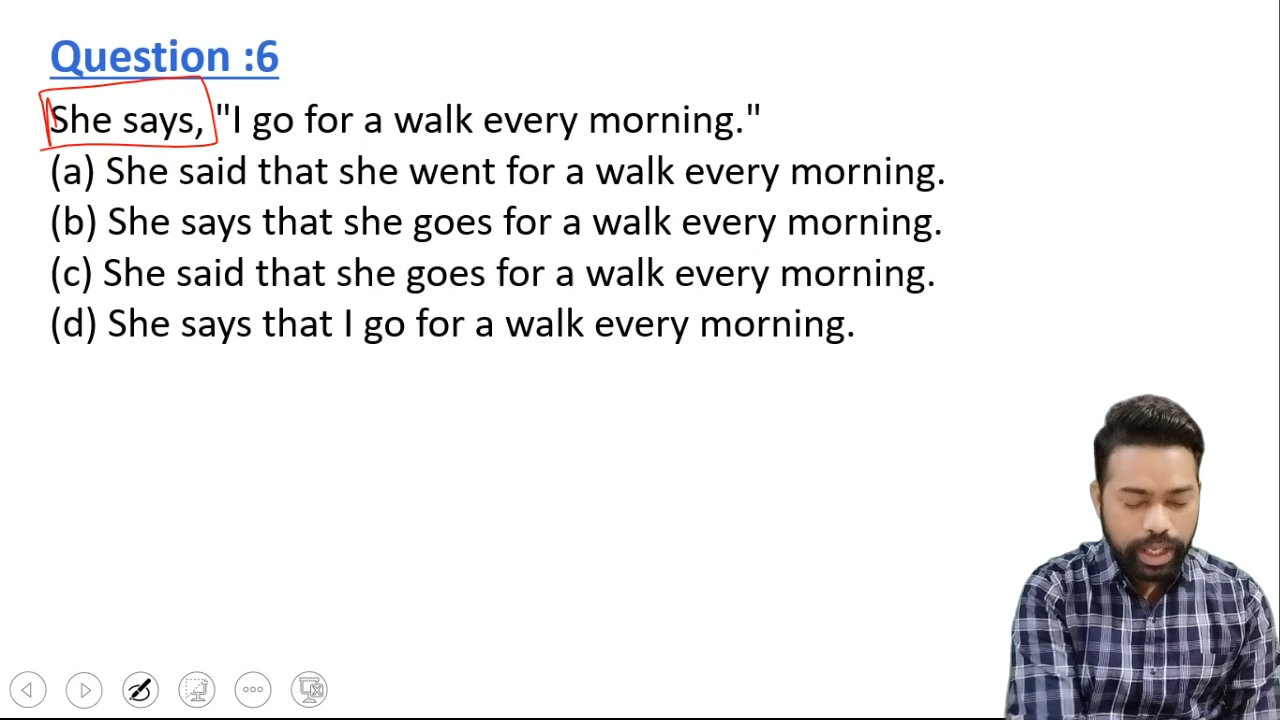 Question :6
She says, "I go for a walk every morning."
(a) She said that she went for a walk every morning.
(b) She says that she goes for a walk every morning.
(c) She said that she goes for a walk every morning.
(d) She says that I go for a walk every morning.